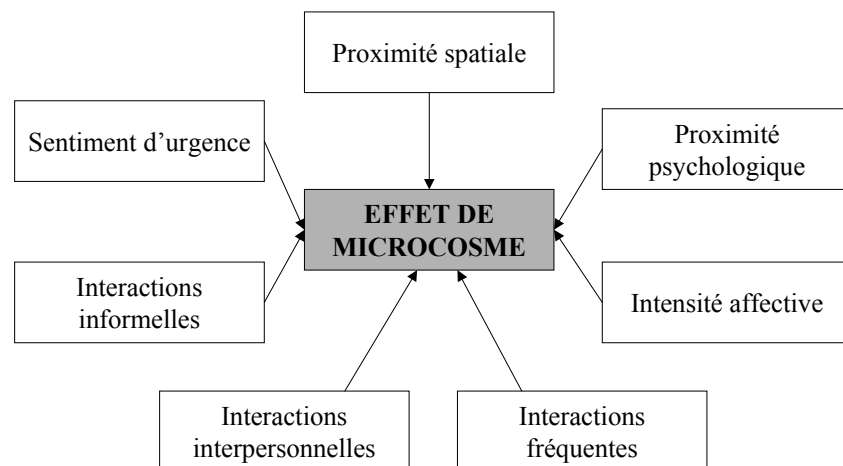 Proximité spatiale
Sentiment d’urgence
Proximité
psychologique
EFFET DE
MICROCOSME
Interactions
informelles
Intensité affective
Interactions
interpersonnelles
Interactions
fréquentes